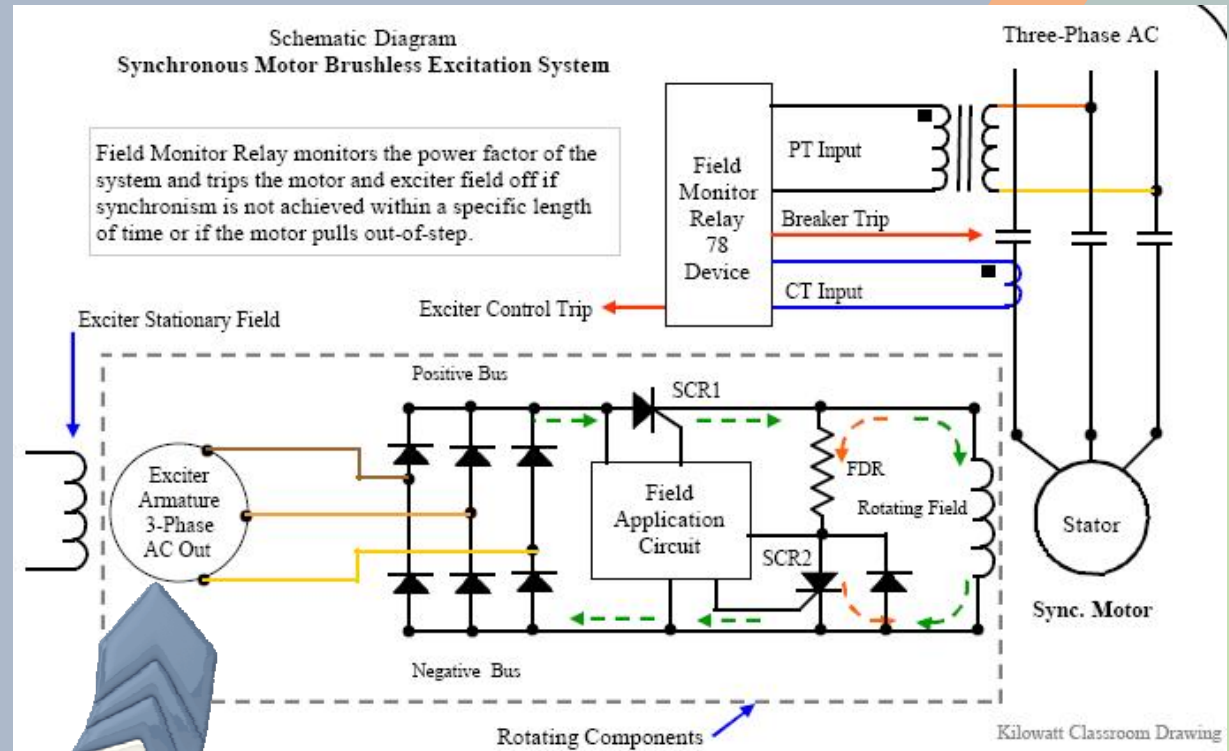 Schematic Diagram
Synchronous Motor Brushless Excitation System
Three-Phase AC
Field Monitor Relay monitors the power factor of the
system and trips the motor and exciter field off if
synchronism is not achieved within a specific length
of time or if the motor pulls out-of-step.
Field
Monitor
Relay
78
Device
PT Input
Breaker Trip
CT Input
Exciter Control Trip
Exciter Stationary Field
Positive Bus
SCR1
Exciter
Armature
3-Phase
AC Out
Field
Application
Circuit
FDR
Rotating Field
SCR2
Stator
Sync. Motor
Negative Bus
Rotating Components
Kilowatt Classroom Drawing